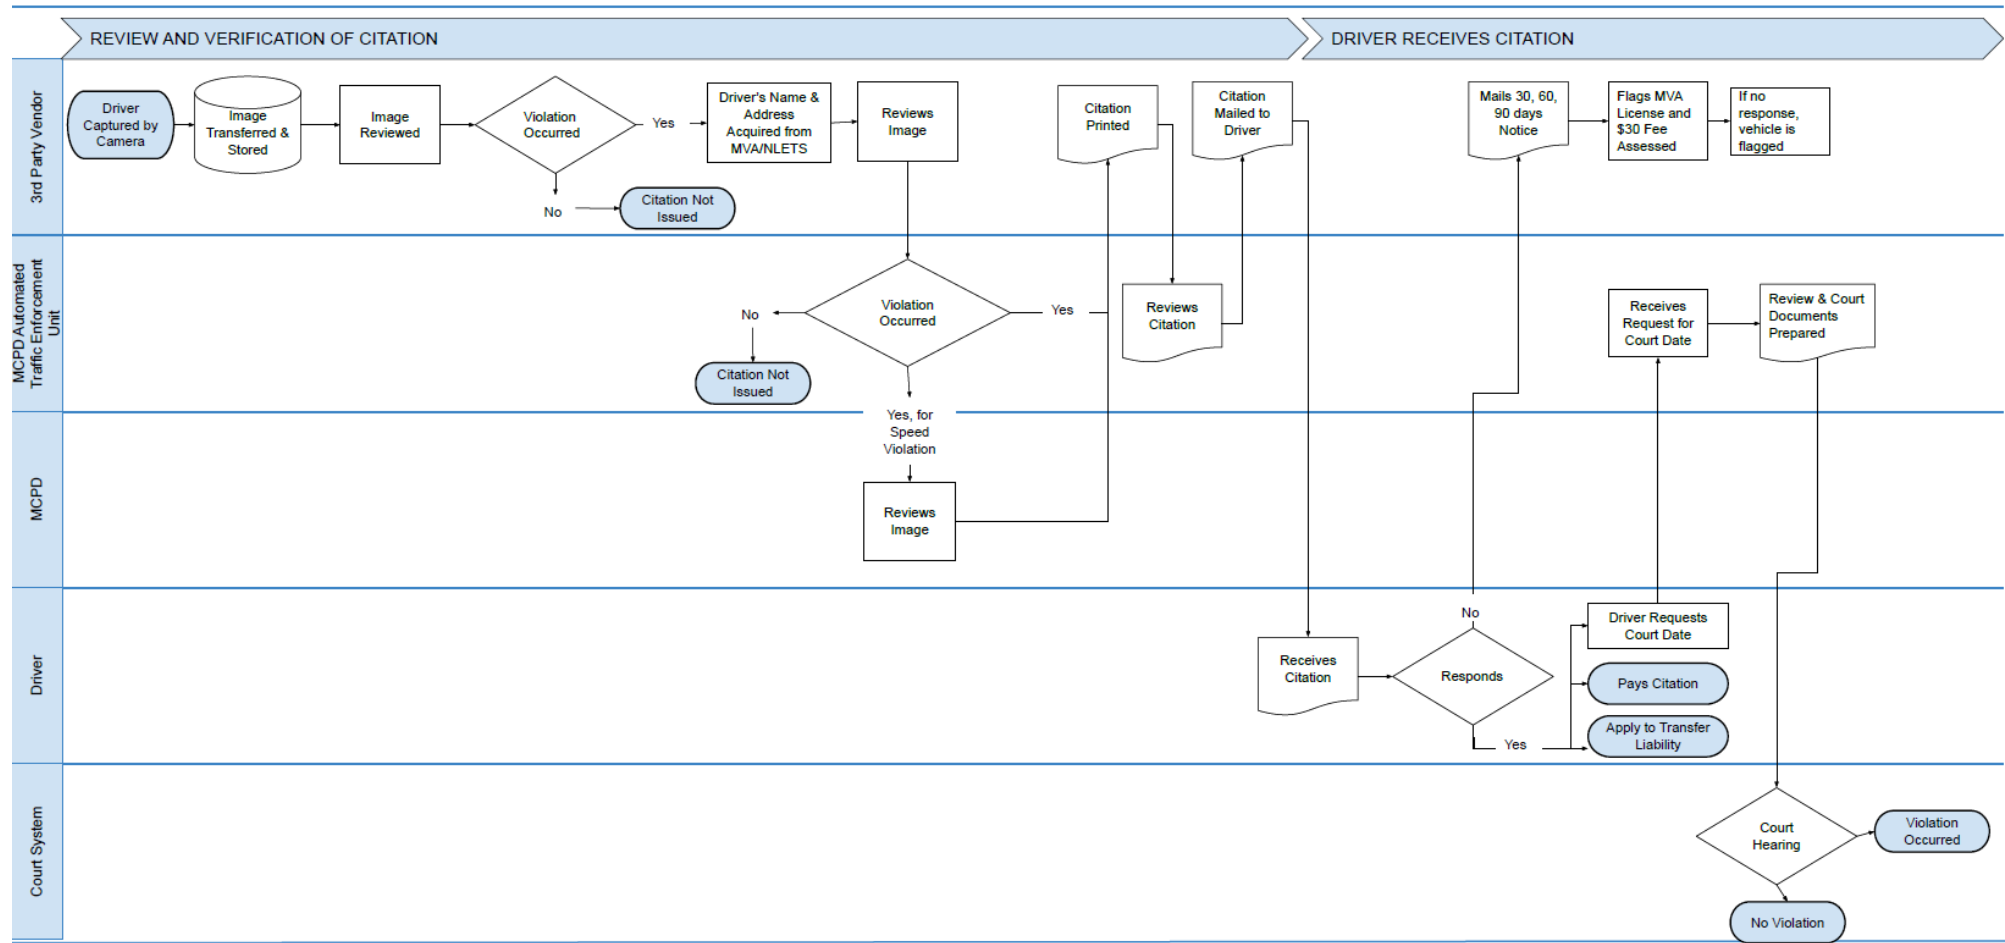 REVIEW AND VERIFICATION OF CITATION
DRIVER RECEIVES CITATION
3rd Party Vendor
Driver
Captured by
Camera
Image
Transferred &
Stored
Image
Reviewed
Violation
Occurred
Yes
No
Citation Not
Issued
Driver's Name &
Address
Acquired from
MVA/NLETS
Reviews
Image
Citation
Printed
Citation
Mailed to
Driver
Mails 30, 60,
90 days
Notice
Flags MVA
License and
$30 Fee
Assessed
If no
response,
vehicle is
flagged
MCPD Automated
Traffic Enforcement
Unit
Violation
Occurred
No
Citation Not
Issued
Yes
Reviews
Citation
Receives
Request for
Court Date
Review & Court
Documents
Prepared
MCPD
Yes, for
Speed
Violation
Reviews
Image
Driver
Receives
Citation
Responds
No
Yes
Driver Requests
Court Date
Pays Citation
Apply to Transfer
Liability
Court System
Court
Hearing
Violation
Occurred
No Violation